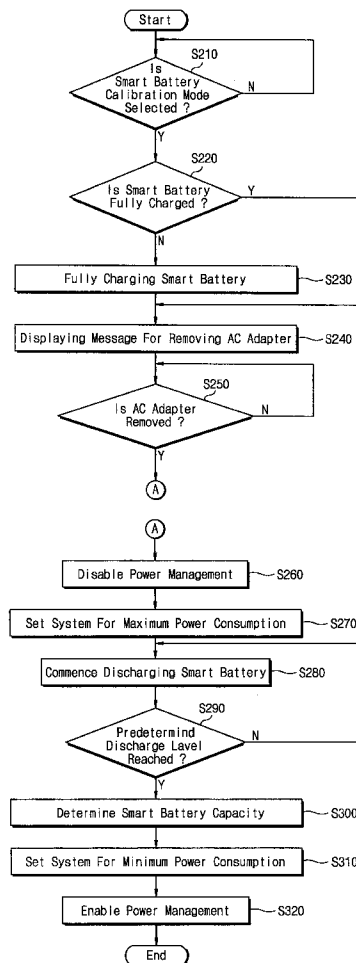 Start
S210
Is
Smart Battery
Calibration Mode
Selected ?
N
Y
S220
Is Smart Battery
Fully Charged ?
Y
N
Fully Charging Smart Battery
S230
Displaying Message For Removing AC Adapter
S240
S250
Is AC Adapter
Removed ?
N
Y
A
A
Disable Power Management
S260
Set System For Maximum Power Consumption
S270
Commence Discharging Smart Battery
S280
S290
Predetermind
Discharge Level
Reached ?
N
Y
Determine Smart Battery Capacity
S300
Set System For Minimum Power Consumption
S310
Enable Power Management
S320
End